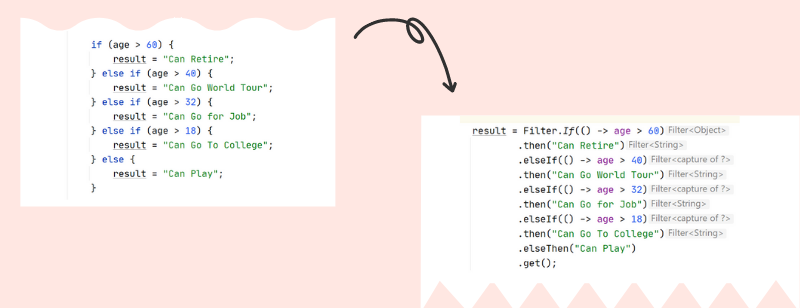 if (age > 60) {
result = "Can Retire";
} else if (age > 40) {
result = "Can Go World Tour";
} else if (age > 32) {
result = "Can Go for Job";
} else if (age > 18) {
result = "Can Go To College";
} else {
result = "Can Play";
}
result = Filter.If(() -> age > 60) Filter<Object>
.then("Can Retire") Filter<String>
.elseIf(() -> age > 40) Filter<capture of ?>
.then("Can Go World Tour") Filter<String>
.elseIf(() -> age > 32) Filter<capture of ?>
.then("Can Go for Job") Filter<String>
.elseIf(() -> age > 18) Filter<capture of ?>
.then("Can Go To College") Filter<String>
.elseThen("Can Play")
.get();